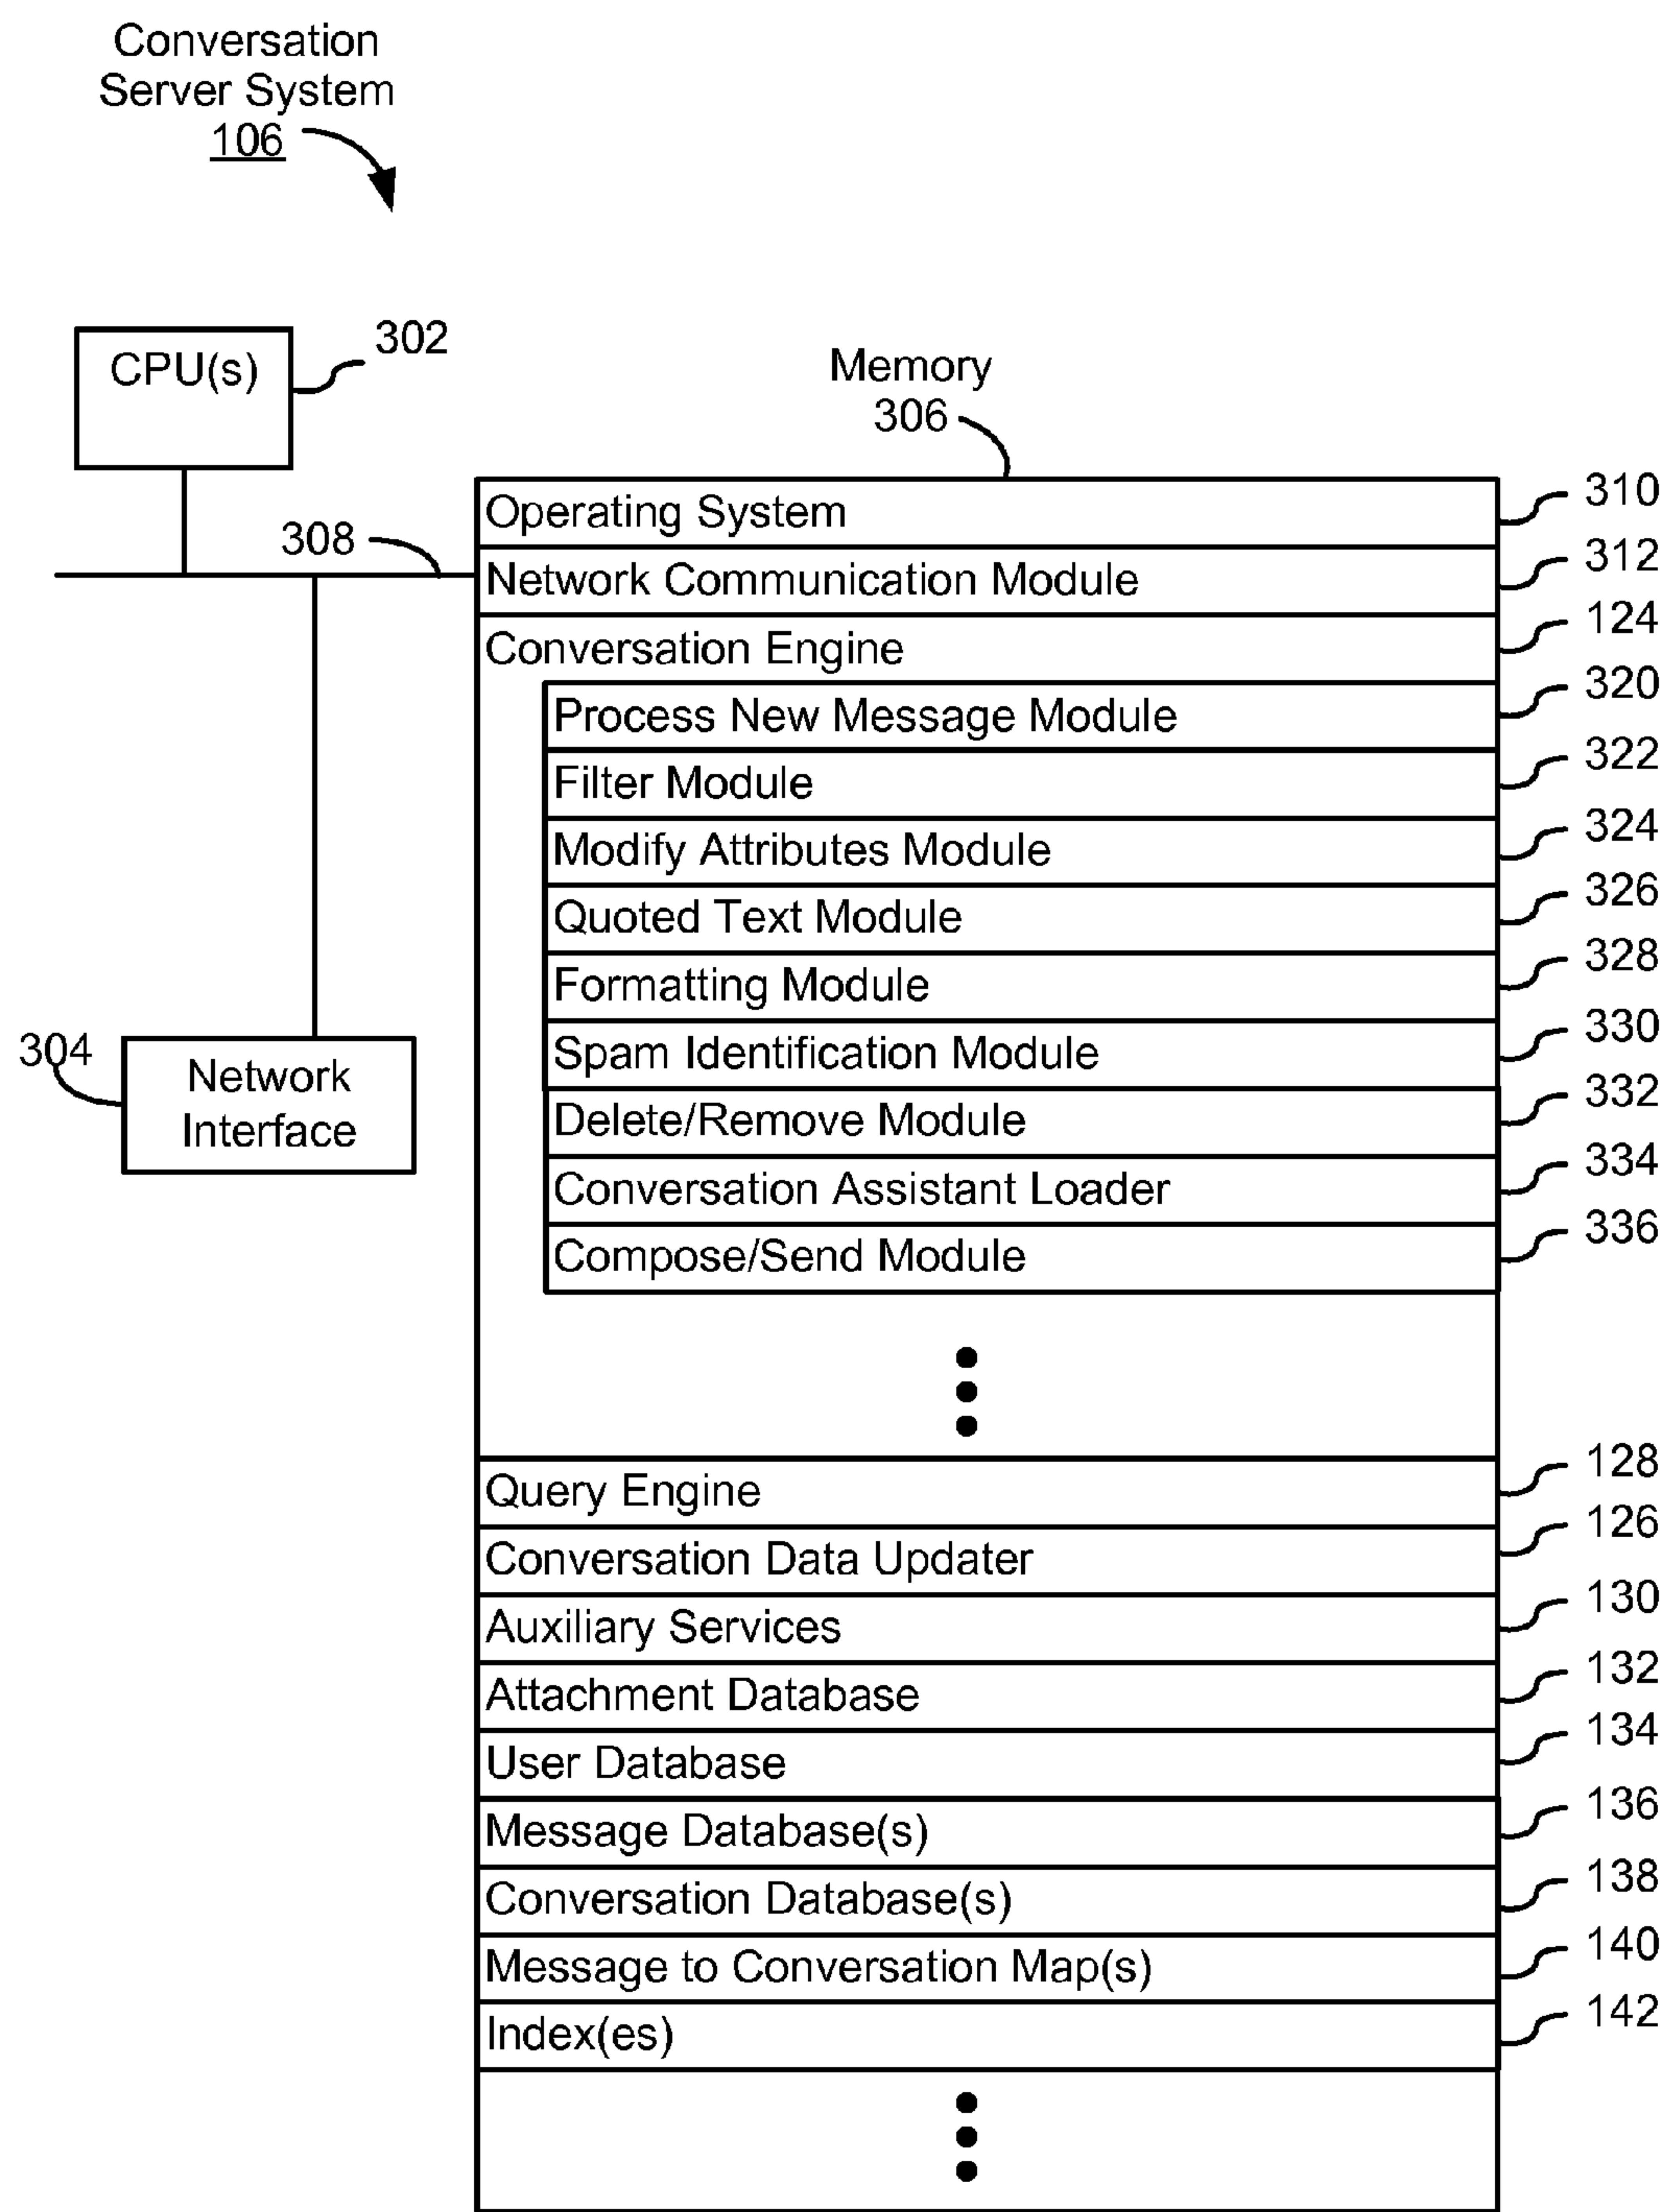 Conversation
Server System
106
CPU(s)
302
Memory
306
308
Operating System 310
Network Communication Module 312
Conversation Engine 124
Process New Message Module 320
Filter Module 322
Modify Attributes Module 324
Quoted Text Module 326
Formatting Module 328
Spam Identification Module 330
304
Network
Interface
Delete/Remove Module 332
Conversation Assistant Loader 334
Compose/Send Module 336
Query Engine 128
Conversation Data Updater 126
Auxiliary Services 130
Attachment Database 132
User Database 134
Message Database(s) 136
Conversation Database(s) 138
Message to Conversation Map(s) 140
Index(es) 142